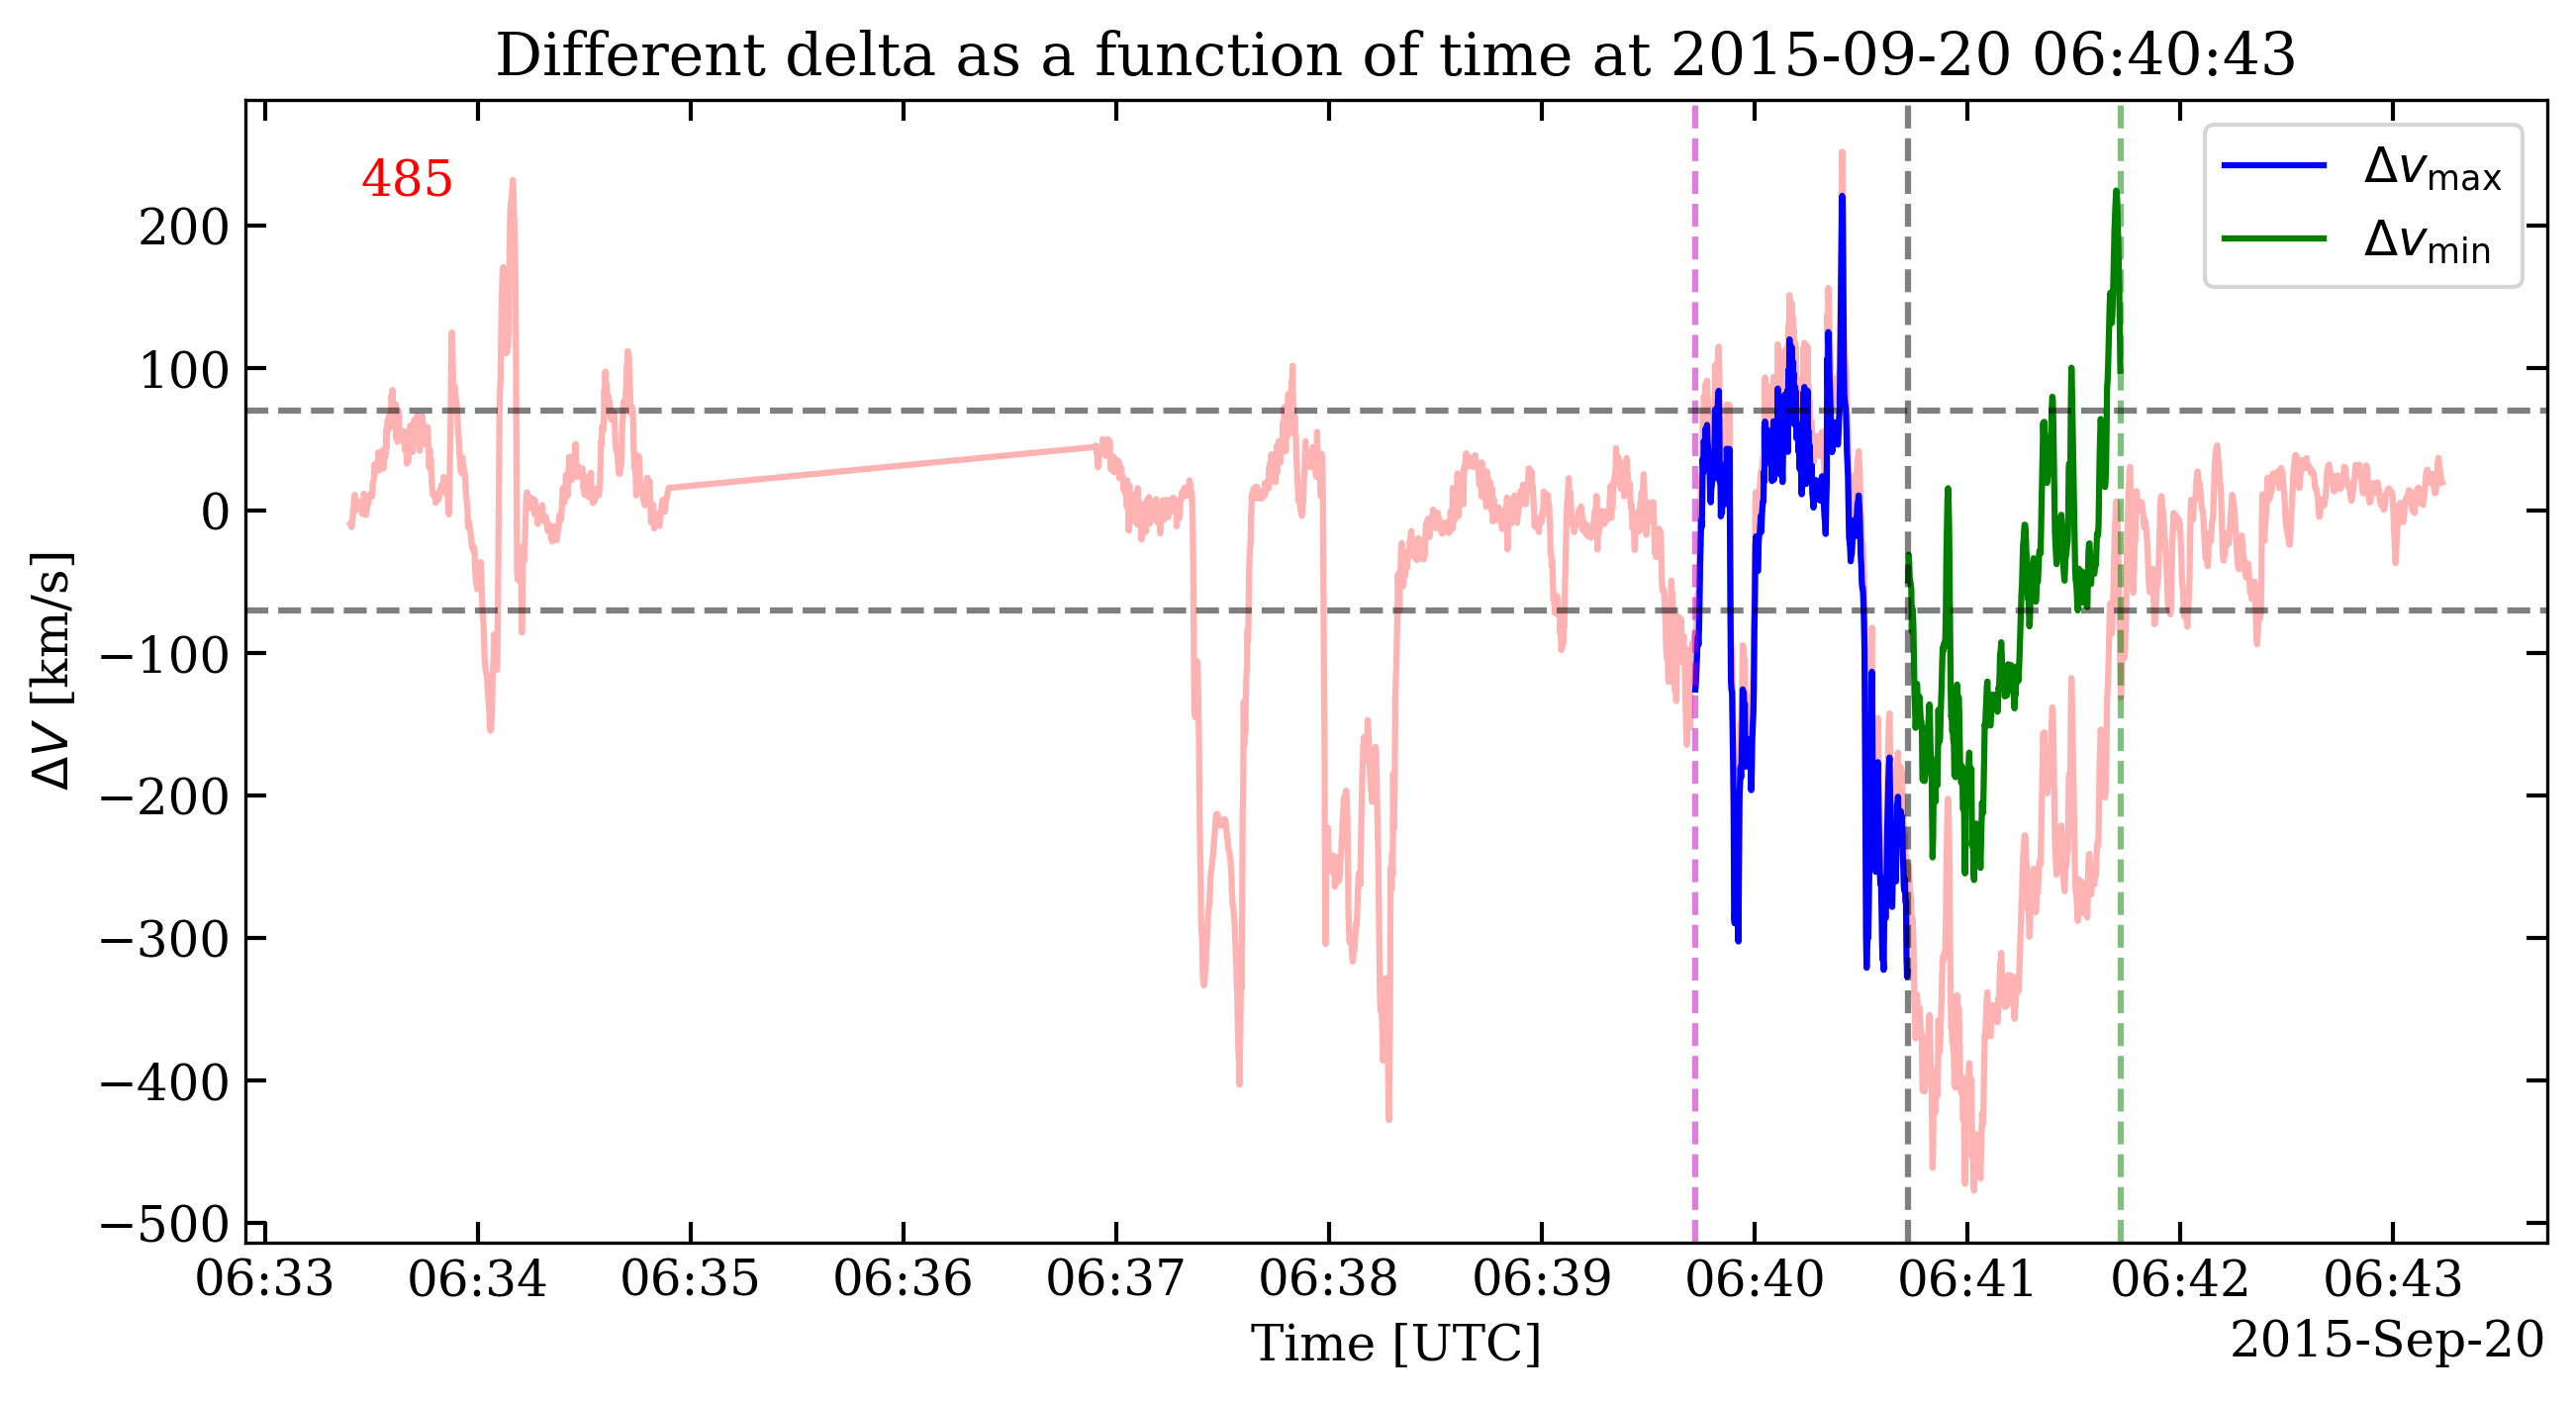 Different delta as a function of time at 2015-09-20 06:40:43
485
Δv_max
Δv_min
200
100
0
−100
−200
−300
−400
−500
ΔV [km/s]
06:33 06:34 06:35 06:36 06:37 06:38 06:39 06:40 06:41 06:42 06:43
Time [UTC]
2015-Sep-20